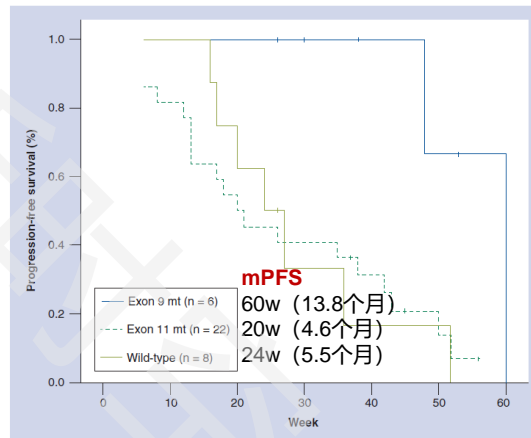 1.0
0.8
0.6
0.4
0.2
0.0
Progression-free survival (%)
mPFS
Exon 9 mt (n = 6) 60w（13.8个月）
Exon 11 mt (n = 22) 20w（4.6个月）
Wild-type (n = 8) 24w（5.5个月）
0 10 20 30 40 50 60
Week